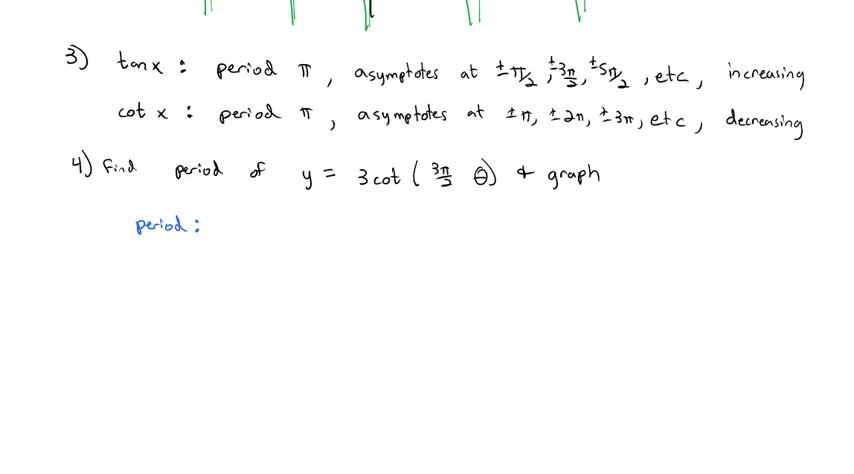 3) tan x : period π, asymptotes at ±π/2, ±3π/2, ±5π/2, etc, increasing
cot x : period π, asymptotes at ±π, ±2π, ±3π, etc, decreasing
4) Find period of y = 3 cot( 3π/2 θ) & graph
period: